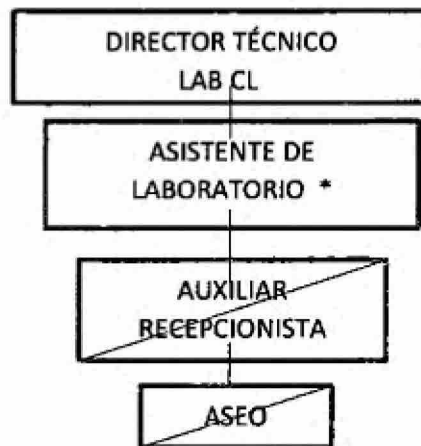 DIRECTOR TÉCNICO
LAB CL
ASISTENTE DE
LABORATORIO *
AUXILIAR
RECEPCIONISTA
ASEO